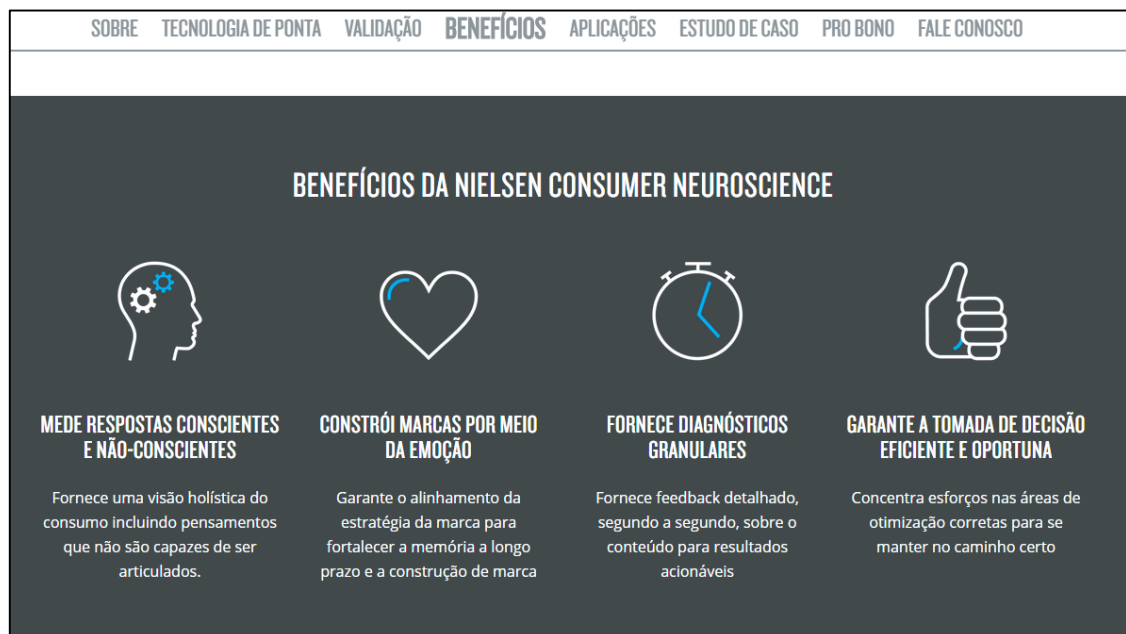 SOBRE TECNOLOGIA DE PONTA VALIDAÇÃO BENEFÍCIOS APLICAÇÕES ESTUDO DE CASO PRO BONO FALE CONOSCO
BENEFÍCIOS DA NIELSEN CONSUMER NEUROSCIENCE
MEDE RESPOSTAS CONSCIENTES
E NÃO-CONSCIENTES
Fornece uma visão holística do
consumo incluindo pensamentos
que não são capazes de ser
articulados.
CONSTRÓI MARCAS POR MEIO
DA EMOÇÃO
Garante o alinhamento da
estratégia da marca para
fortalecer a memória a longo
prazo e a construção de marca
FORNECE DIAGNÓSTICOS
GRANULARES
Fornece feedback detalhado,
segundo a segundo, sobre o
conteúdo para resultados
acionáveis
GARANTE A TOMADA DE DECISÃO
EFICIENTE E OPORTUNA
Concentra esforços nas áreas de
otimização corretas para se
manter no caminho certo